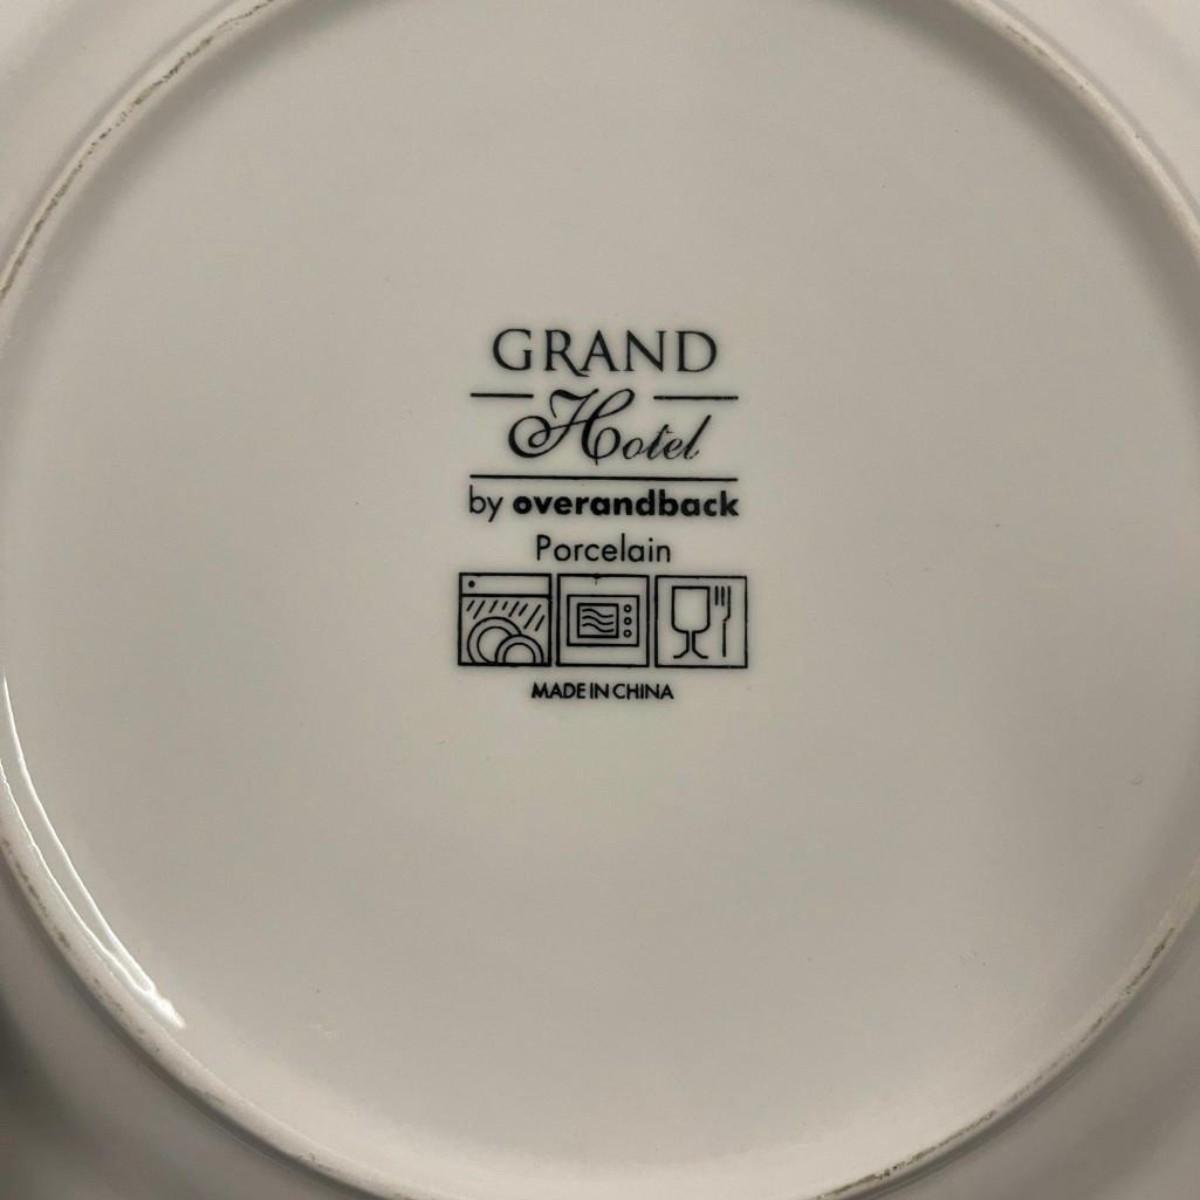 GRAND
Hotel
by overandback
Porcelain
MADE IN CHINA